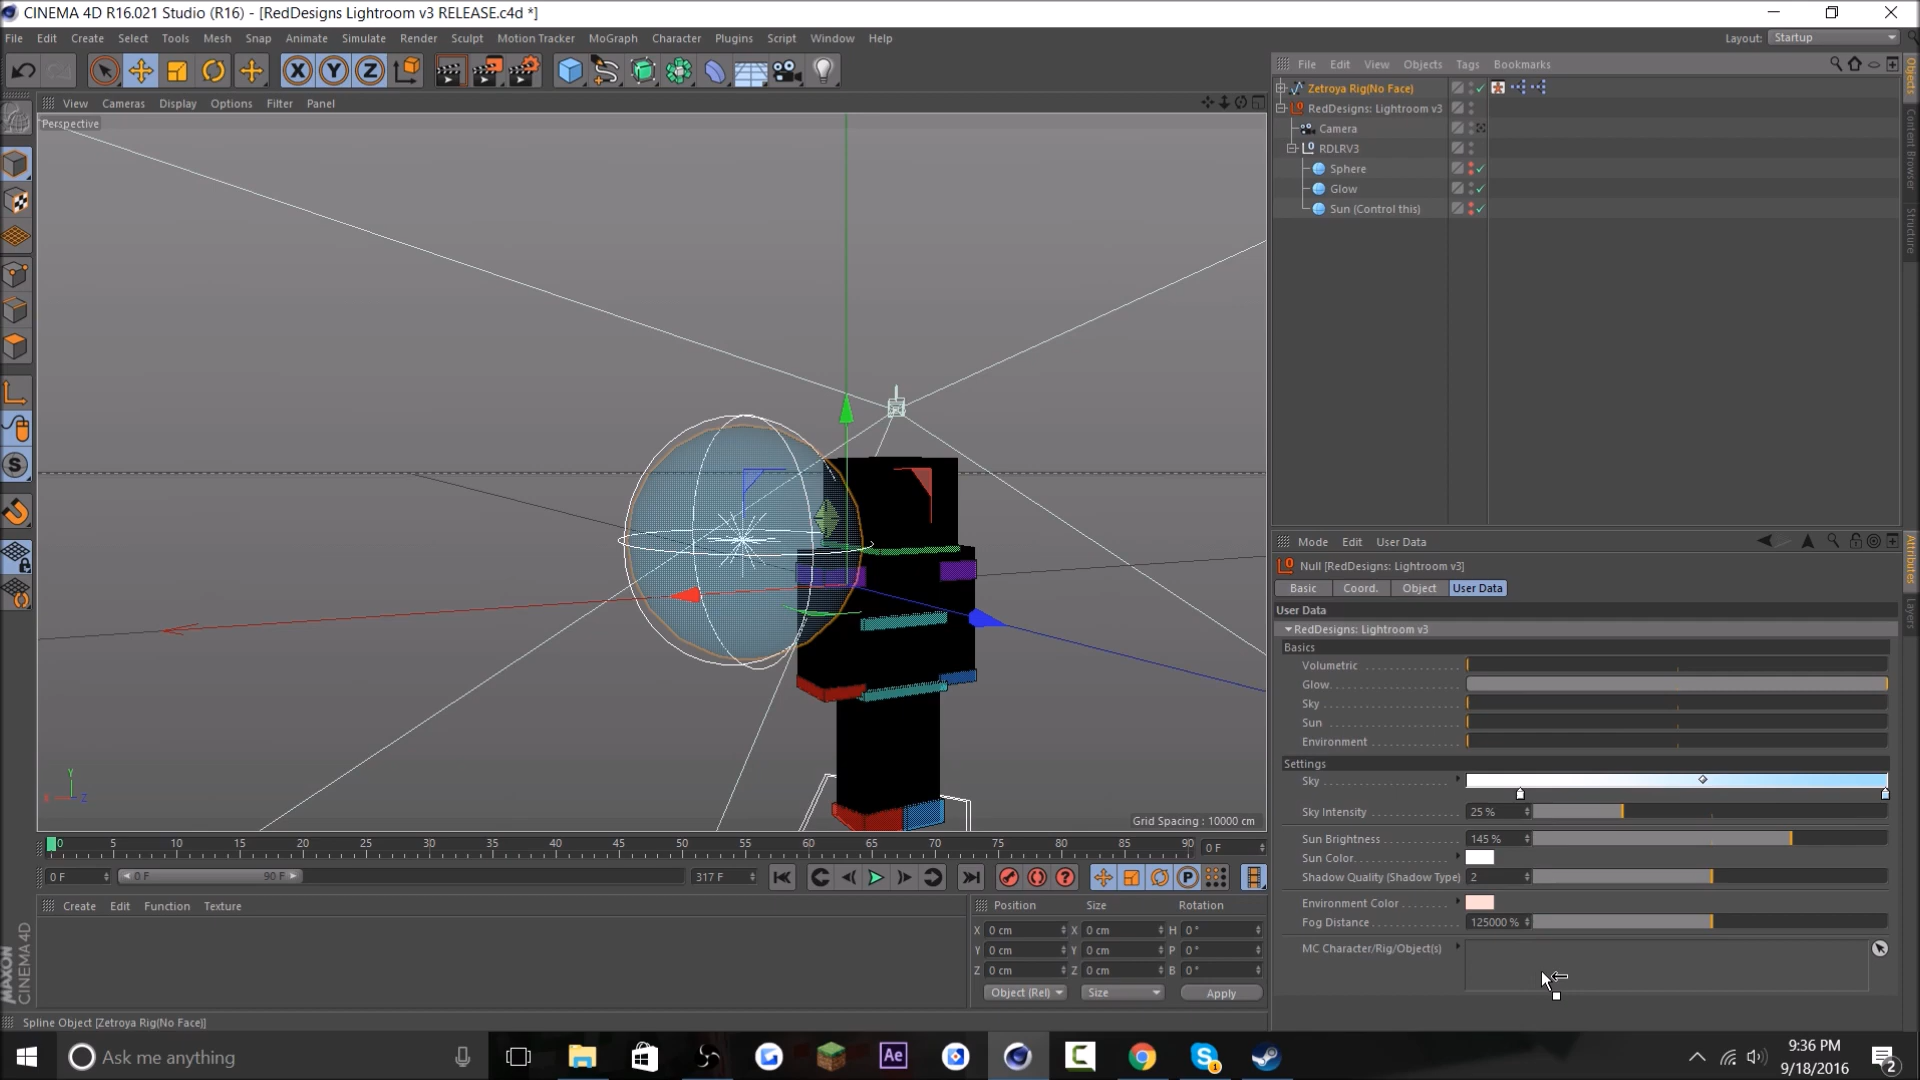 CINEMA 4D R16.021 Studio (R16) - [RedDesigns Lightroom v3 RELEASE.c4d *]
File Edit Create Select Tools Mesh Snap Animate Simulate Render Sculpt Motion Tracker MoGraph Character Plugins Script Window Help
Layout: Startup
X Y Z
File Edit View Objects Tags Bookmarks
View Cameras Display Options Filter Panel
Perspective
Zetroya Rig(No Face)
RedDesigns: Lightroom v3
Camera
RDLRV3
Sphere
Glow
Sun (Control this)
Objects
Content Browser
Structure
Mode Edit User Data
Null [RedDesigns: Lightroom v3]
Basic Coord. Object User Data
User Data
RedDesigns: Lightroom v3
Basics
Volumetric
Glow
Sky
Sun
Environment
Settings
Sky
Sky Intensity 25 %
Sun Brightness 145 %
Sun Color
Shadow Quality (Shadow Type) 2
Environment Color
Fog Distance 125000 %
MC Character/Rig/Object(s)
Attributes
Layers
Y
X Z
Grid Spacing : 10000 cm
0 5 10 15 20 25 30 35 40 45 50 55 60 65 70 75 80 85 90 0 F
0 F 0 F 90 F 317 F
Create Edit Function Texture
Position Size Rotation
X 0 cm X 0 cm H 0 °
Y 0 cm Y 0 cm P 0 °
Z 0 cm Z 0 cm B 0 °
Object (Rel) Size Apply
MAXON
CINEMA 4D
Spline Object [Zetroya Rig(No Face)]
Ask me anything
Ae
9:36 PM
9/18/2016
2